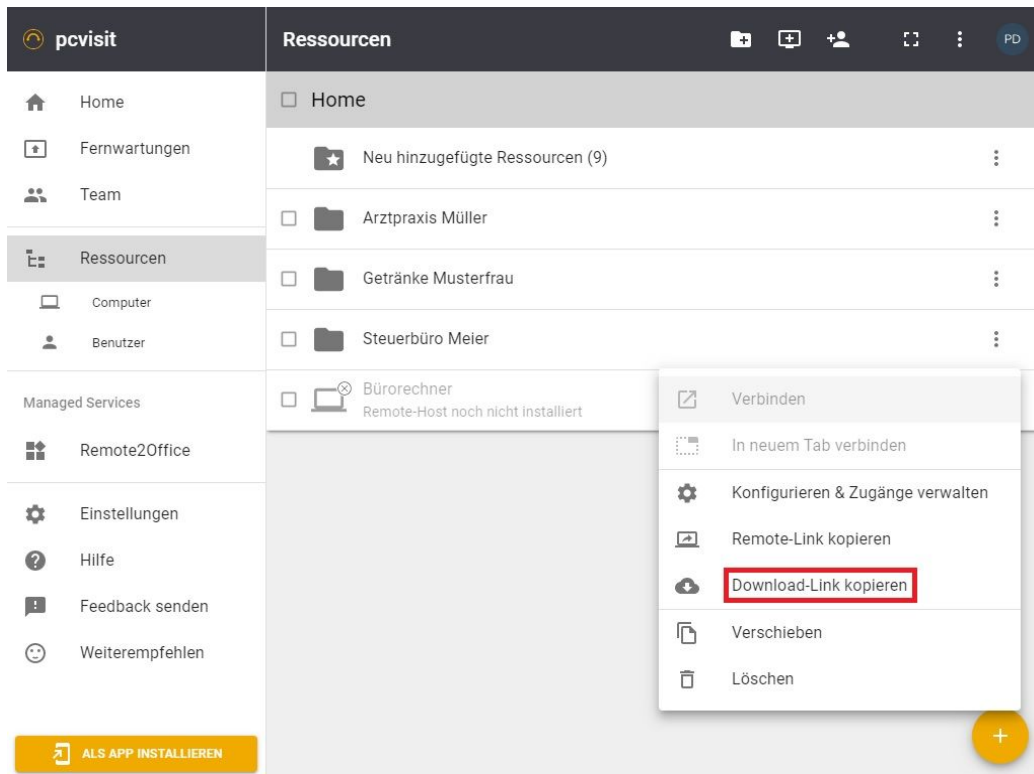 pcvisit
Ressourcen
PD
Home
Fernwartungen
Team
Ressourcen
Computer
Benutzer
Managed Services
Remote2Office
Einstellungen
Hilfe
Feedback senden
Weiterempfehlen
ALS APP INSTALLIEREN
Home
Neu hinzugefügte Ressourcen (9)
Arztpraxis Müller
Getränke Musterfrau
Steuerbüro Meier
Bürorechner
Remote-Host noch nicht installiert
Verbinden
In neuem Tab verbinden
Konfigurieren & Zugänge verwalten
Remote-Link kopieren
Download-Link kopieren
Verschieben
Löschen